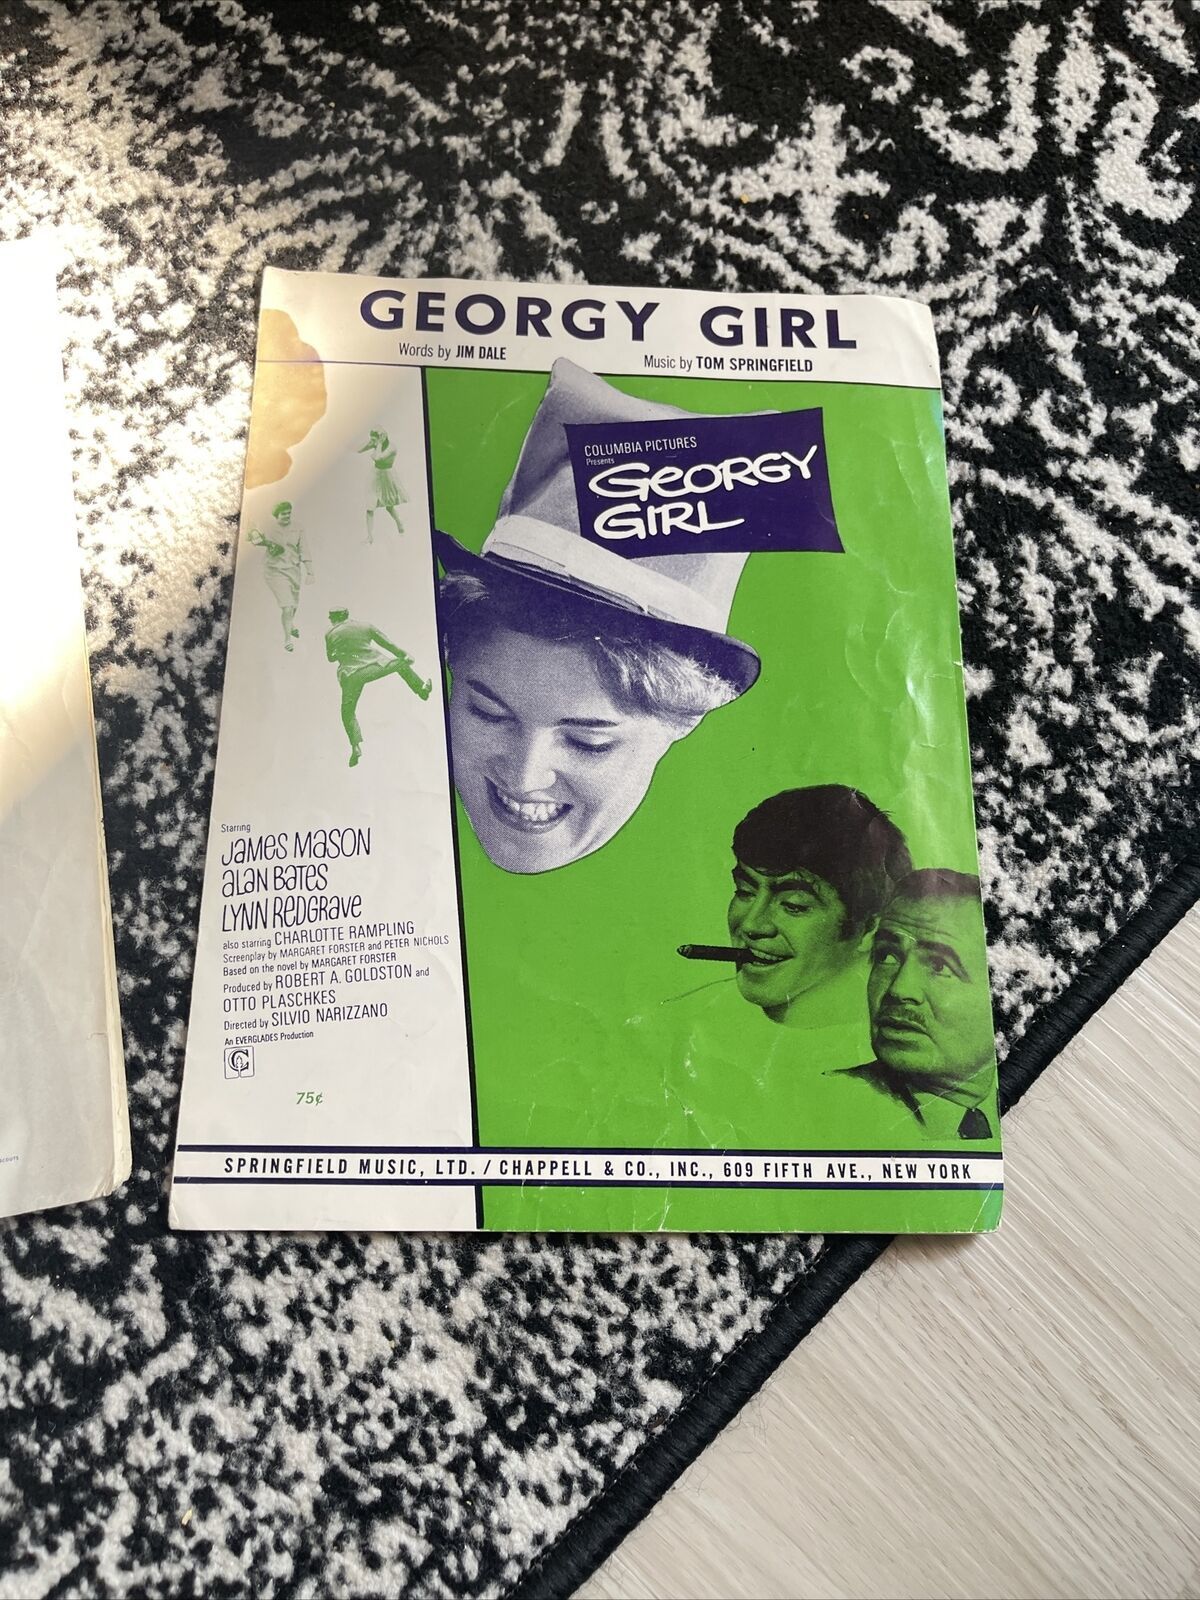 GEORGY GIRL
Words by JIM DALE
Music by TOM SPRINGFIELD
COLUMBIA PICTURES
Presents
GEORGY
GIRL
Starring
JAMES MASON
ALAN BATES
LYNN REDGRAVE
also starring CHARLOTTE RAMPLING
Screenplay by MARGARET FORSTER and PETER NICHOLS
Based on the novel by MARGARET FORSTER
Produced by ROBERT A. GOLDSTON and
OTTO PLASCHKES
Directed by SILVIO NARIZZANO
An EVERGLADES Production
75¢
SPRINGFIELD MUSIC, LTD. / CHAPPELL & CO., INC., 609 FIFTH AVE., NEW YORK